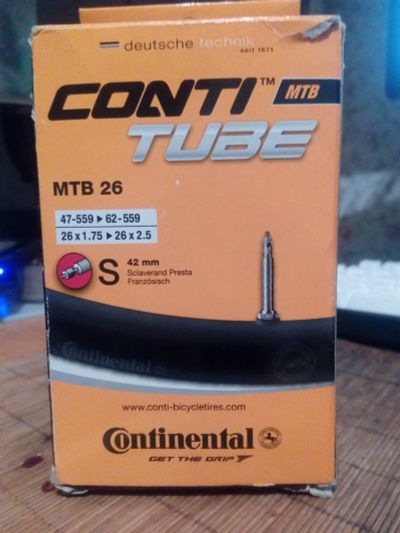 deutsche technik
seit 1871
CONTI™ MTB
TUBE
MTB 26
47-559 ▸ 62-559
26 x 1.75 ▸ 26 x 2.5
S
42 mm
Sclaverand Presta
Französisch
Continental
www.conti-bicycletires.com
Continental
GET THE GRIP